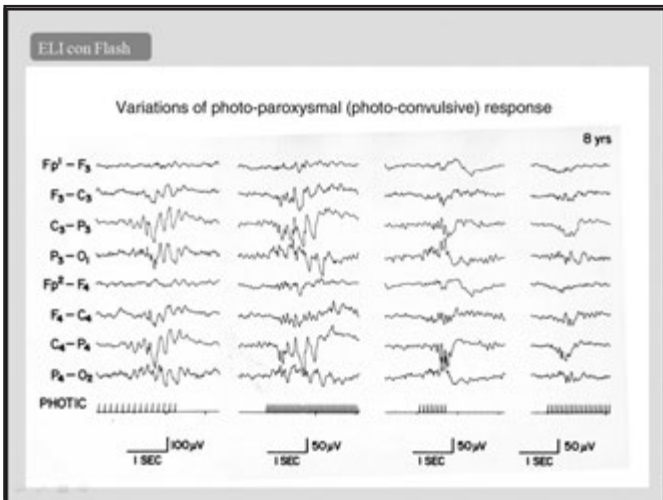 ELI con Flash
Variations of photo-paroxysmal (photo-convulsive) response
8 yrs
Fp¹ – F₃
F₃ – C₃
C₃ – P₃
P₃ – O₁
Fp² – F₄
F₄ – C₄
C₄ – P₄
P₄ – O₂
PHOTIC
100µV 50µV 50µV 50µV
1 SEC 1 SEC 1 SEC 1 SEC